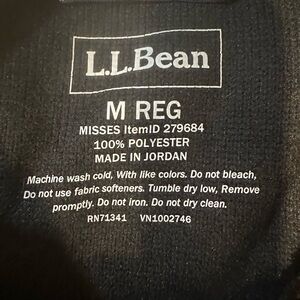 L.L.Bean
M REG
MISSES ItemID 279684
100% POLYESTER
MADE IN JORDAN
Machine wash cold, With like colors. Do not bleach,
Do not use fabric softeners. Tumble dry low, Remove
promptly. Do not iron. Do not dry clean.
RN71341 VN1002746